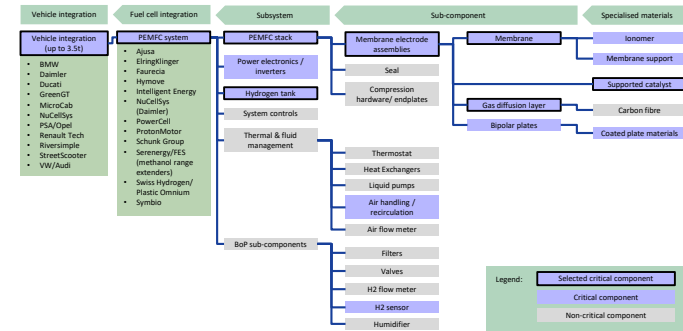 Vehicle integration
Fuel cell integration
Subsystem
Sub-component
Specialised materials
Vehicle integration
(up to 3.5t)
• BMW
• Daimler
• Ducati
• GreenGT
• MicroCab
• NuCellSys
• PSA/Opel
• Renault Tech
• Riversimple
• StreetScooter
• VW/Audi
PEMFC system
• Ajusa
• ElringKlinger
• Faurecia
• Hymove
• Intelligent Energy
• NuCellSys
(Daimler)
• PowerCell
• ProtonMotor
• Schunk Group
• Serenergy/FES
(methanol range
extenders)
• Swiss Hydrogen/
Plastic Omnium
• Symbio
PEMFC stack
Power electronics /
inverters
Hydrogen tank
System controls
Thermal & fluid
management
BoP sub-components
Membrane electrode
assemblies
Seal
Compression
hardware/ endplates
Thermostat
Heat Exchangers
Liquid pumps
Air handling /
recirculation
Air flow meter
Filters
Valves
H2 flow meter
H2 sensor
Humidifier
Membrane
Gas diffusion layer
Bipolar plates
Ionomer
Membrane support
Supported catalyst
Carbon fibre
Coated plate materials
Legend:
Selected critical component
Critical component
Non-critical component